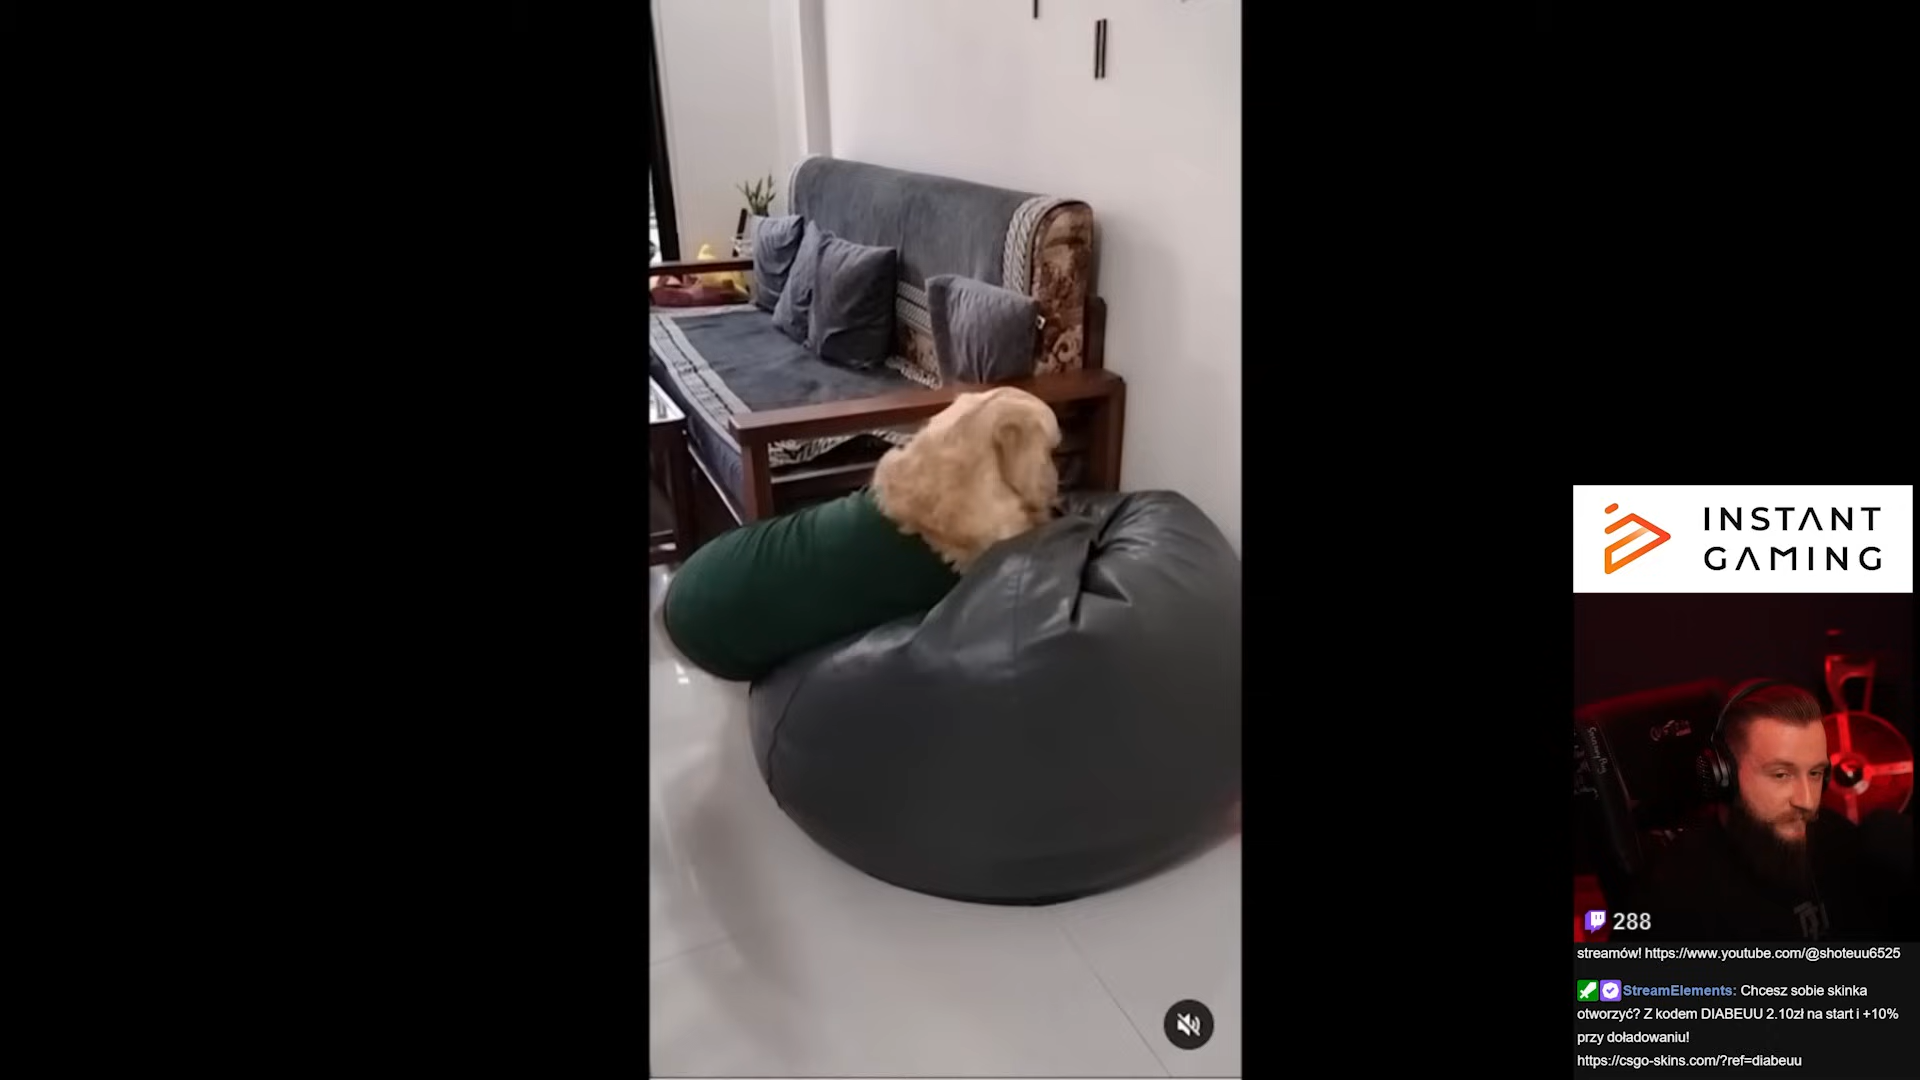 INSTANT
GAMING
288
streamów! https://www.youtube.com/@shoteuu6525
StreamElements: Chcesz sobie skinka
otworzyć? Z kodem DIABEUU 2.10zł na start i +10%
przy doładowaniu!
https://csgo-skins.com/?ref=diabeuu